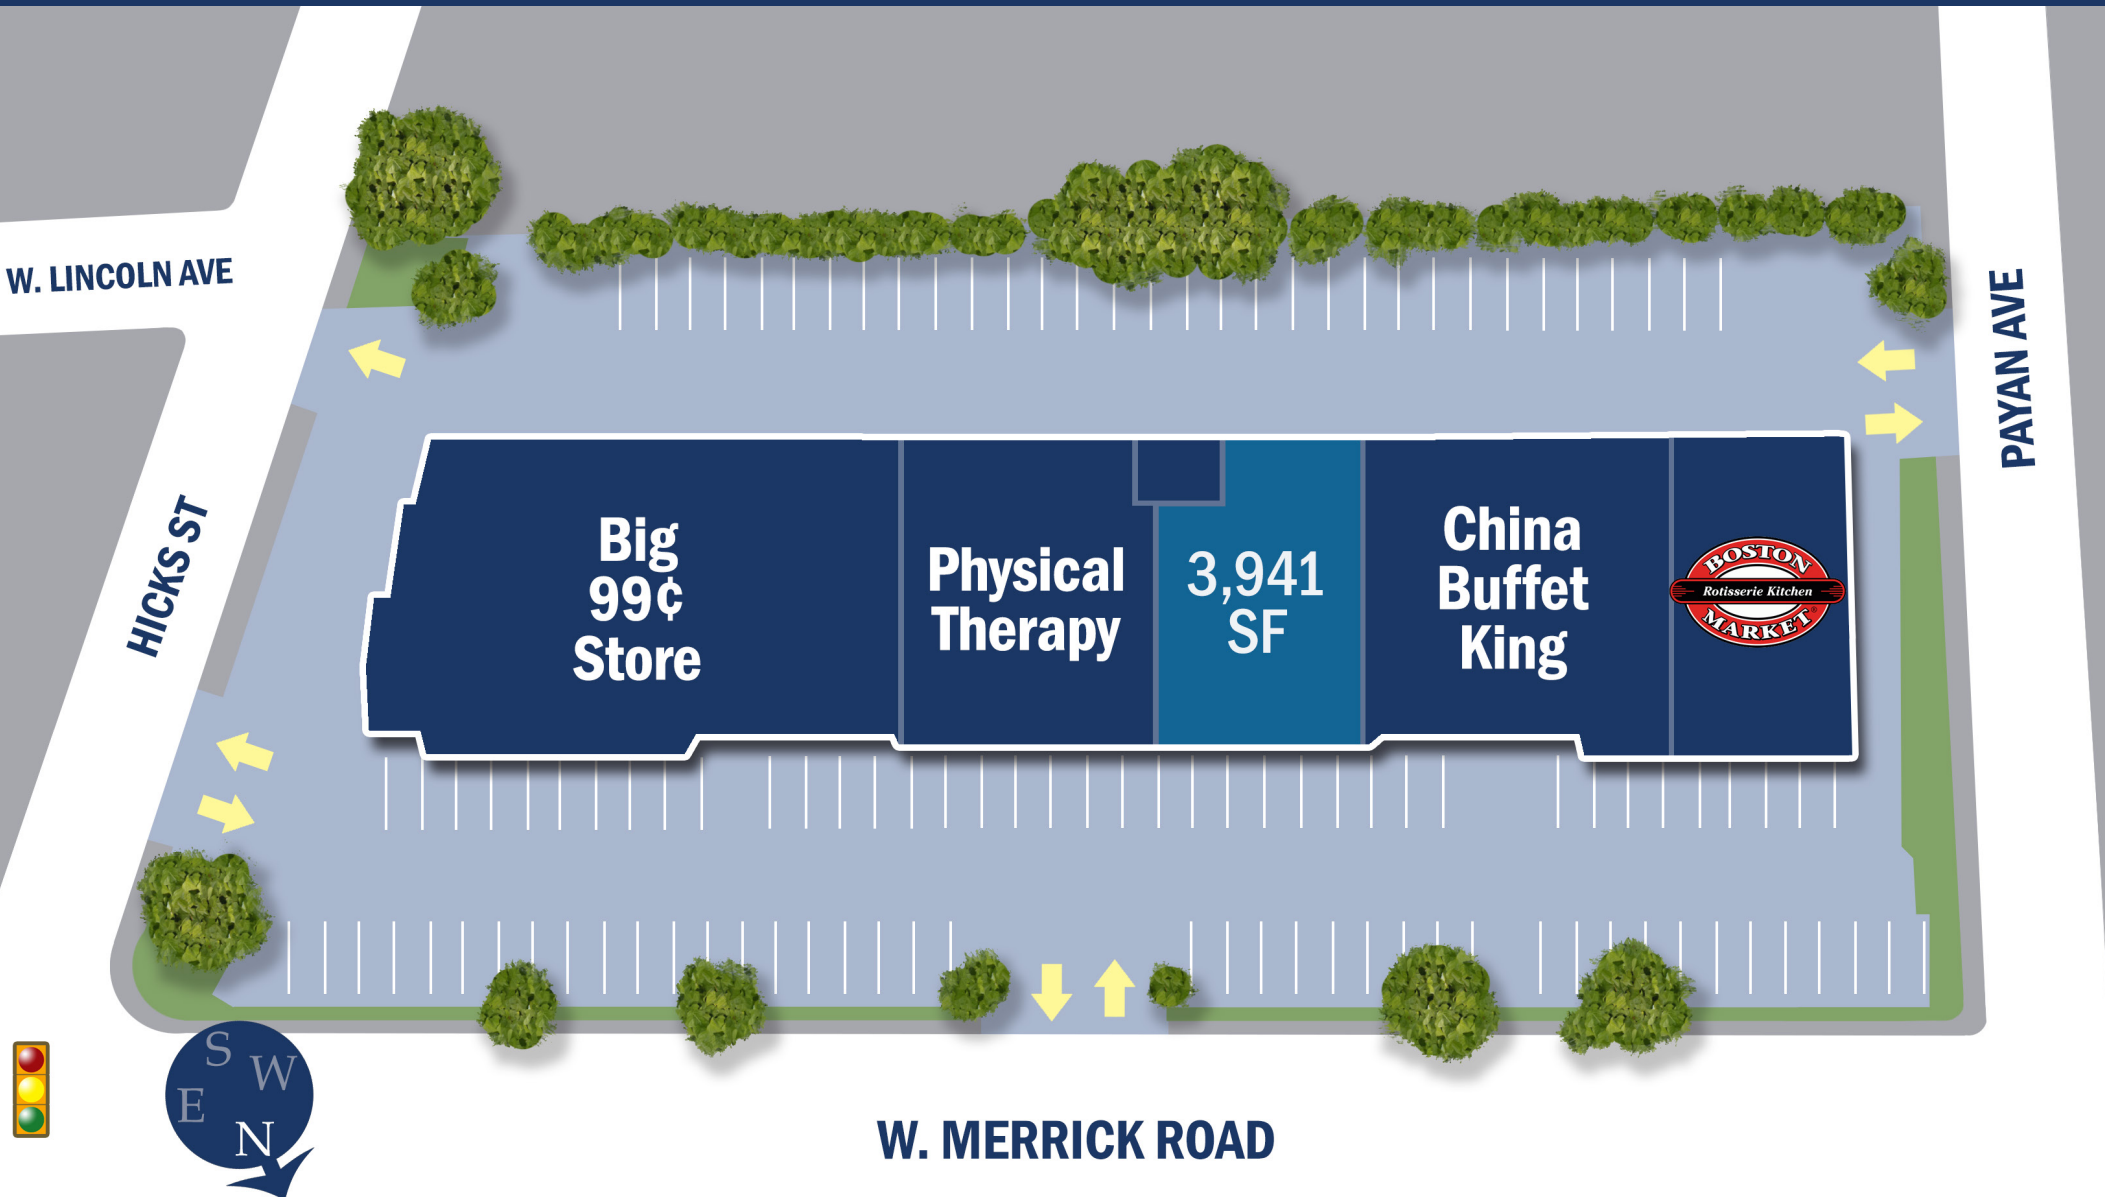 W. LINCOLN AVE
HICKS ST
PAYAN AVE
Big
99¢
Store
Physical
Therapy
3,941
SF
China
Buffet
King
BOSTON
Rotisserie Kitchen
MARKET®
S
W
E
N
W. MERRICK ROAD